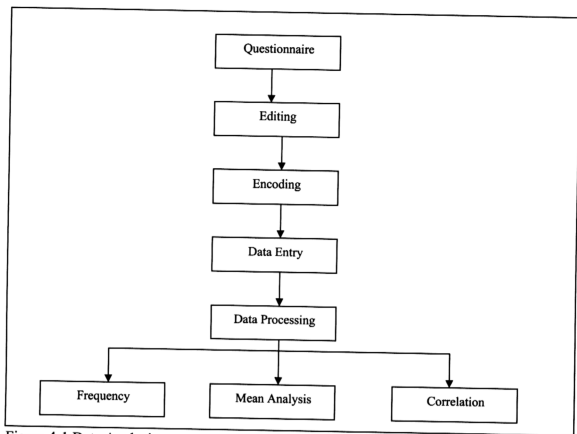 Questionnaire
Editing
Encoding
Data Entry
Data Processing
Frequency
Mean Analysis
Correlation